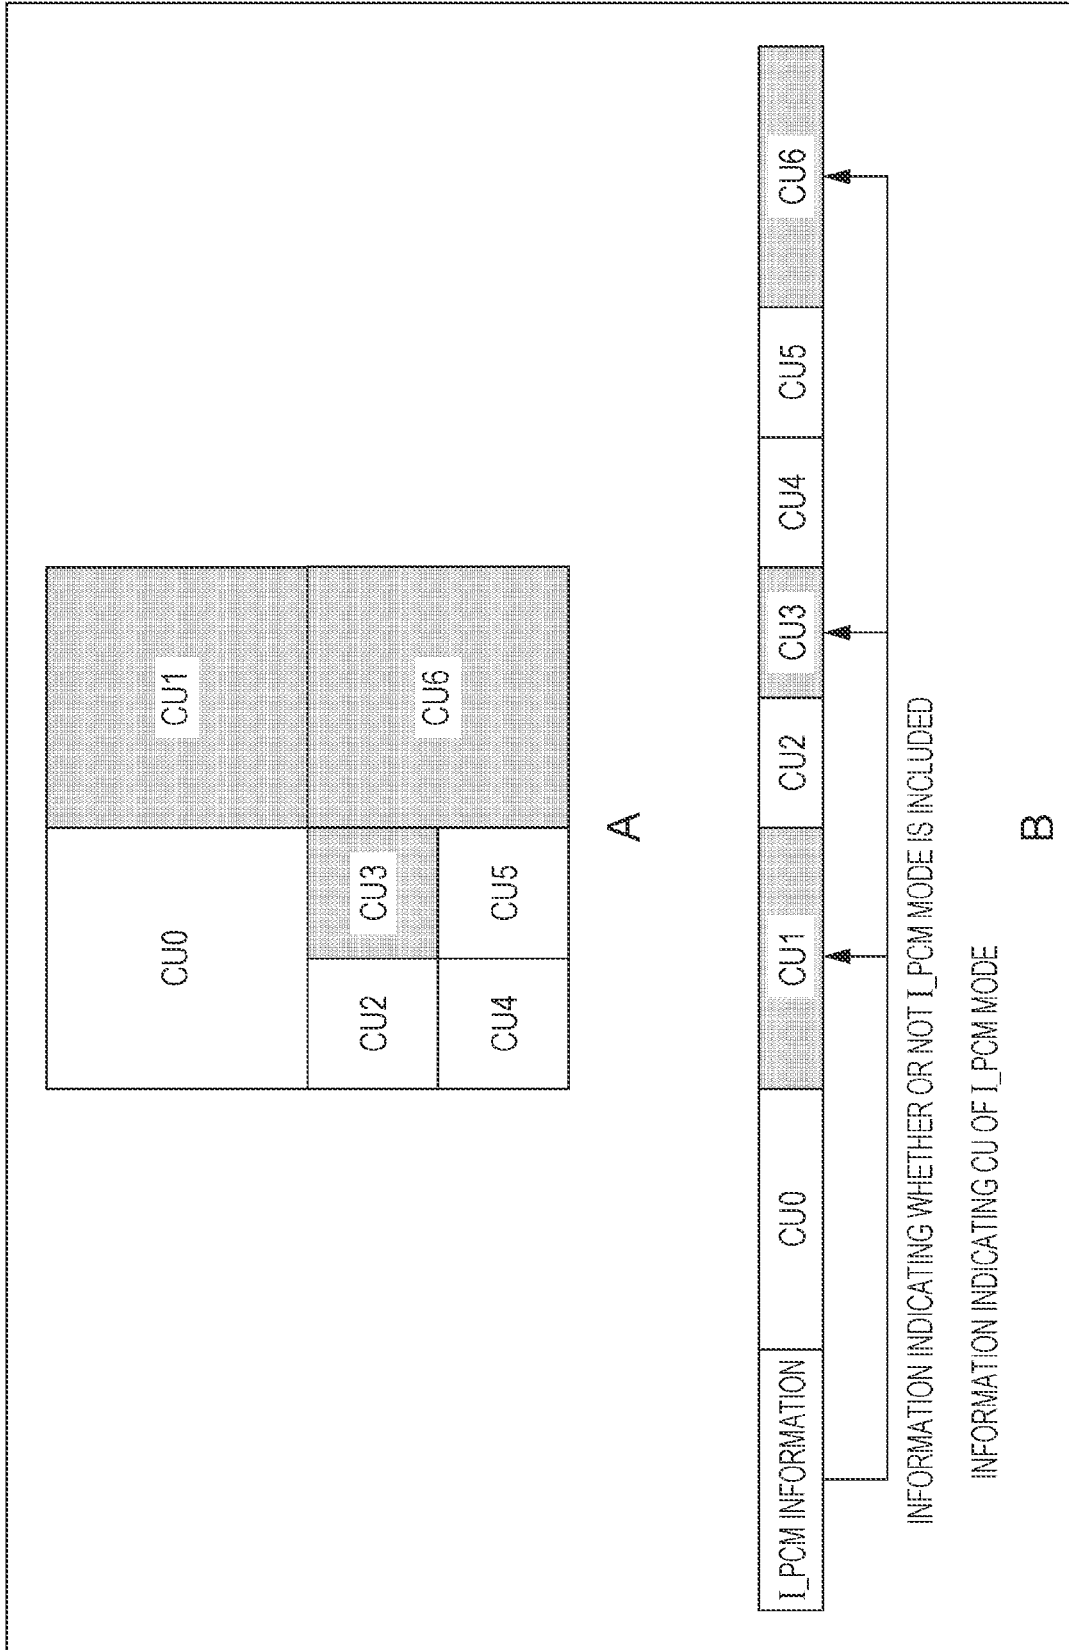 CU0
CU1
CU2
CU3
CU6
CU4
CU5
A
I_PCM INFORMATION
CU0
CU1
CU2
CU3
CU4
CU5
CU6
INFORMATION INDICATING WHETHER OR NOT I_PCM MODE IS INCLUDED
INFORMATION INDICATING CU OF I_PCM MODE
B